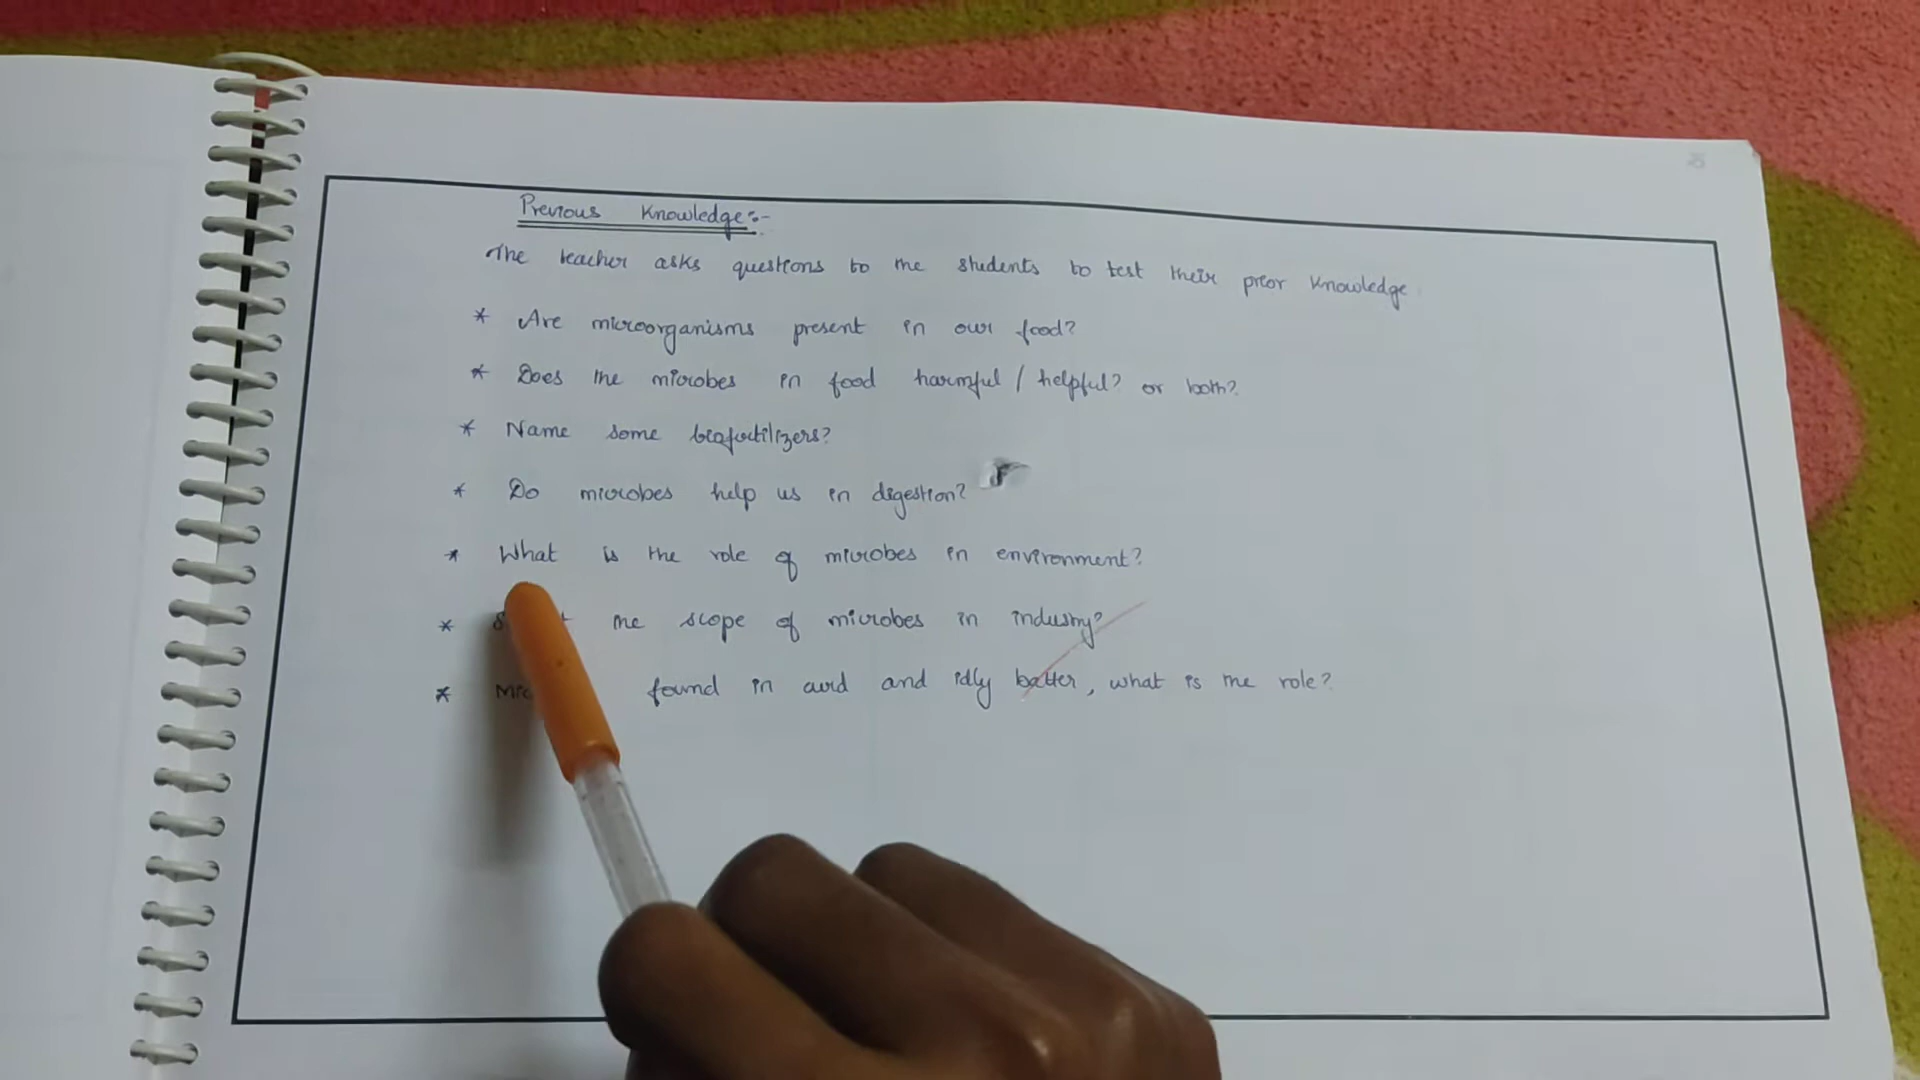 Previous Knowledge:-
The teacher asks questions to the students to test their prior knowledge.
* Are microorganisms present in our food?
* Does the microbes in food harmful / helpful? or both?
* Name some biofertilizers?
* Do microbes help us in digestion?
* What is the role of microbes in environment?
* the scope of microbes in industry?
* found in curd and idly batter, what is the role?